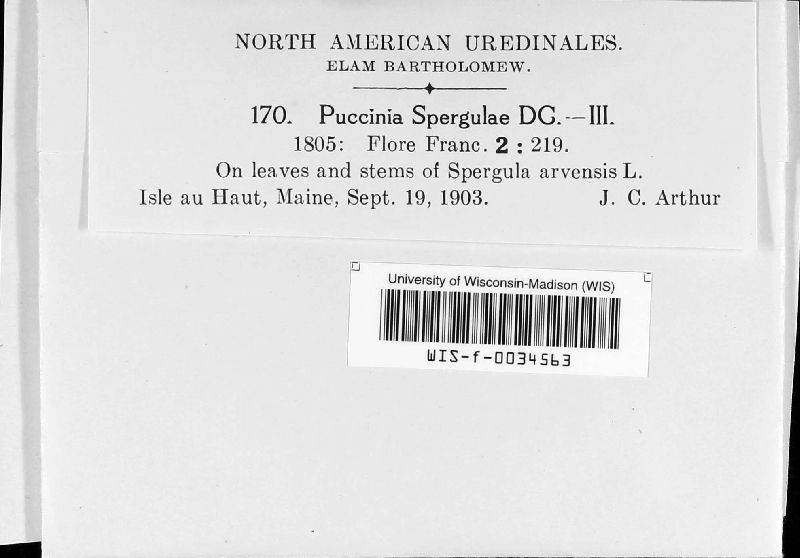 NORTH AMERICAN UREDINALES.
ELAM BARTHOLOMEW.
170. Puccinia Spergulae DC.—III.
1805: Flore Franc. 2 : 219.
On leaves and stems of Spergula arvensis L.
Isle au Haut, Maine, Sept. 19, 1903. J. C. Arthur
University of Wisconsin-Madison (WIS)
WIS-f-0034563